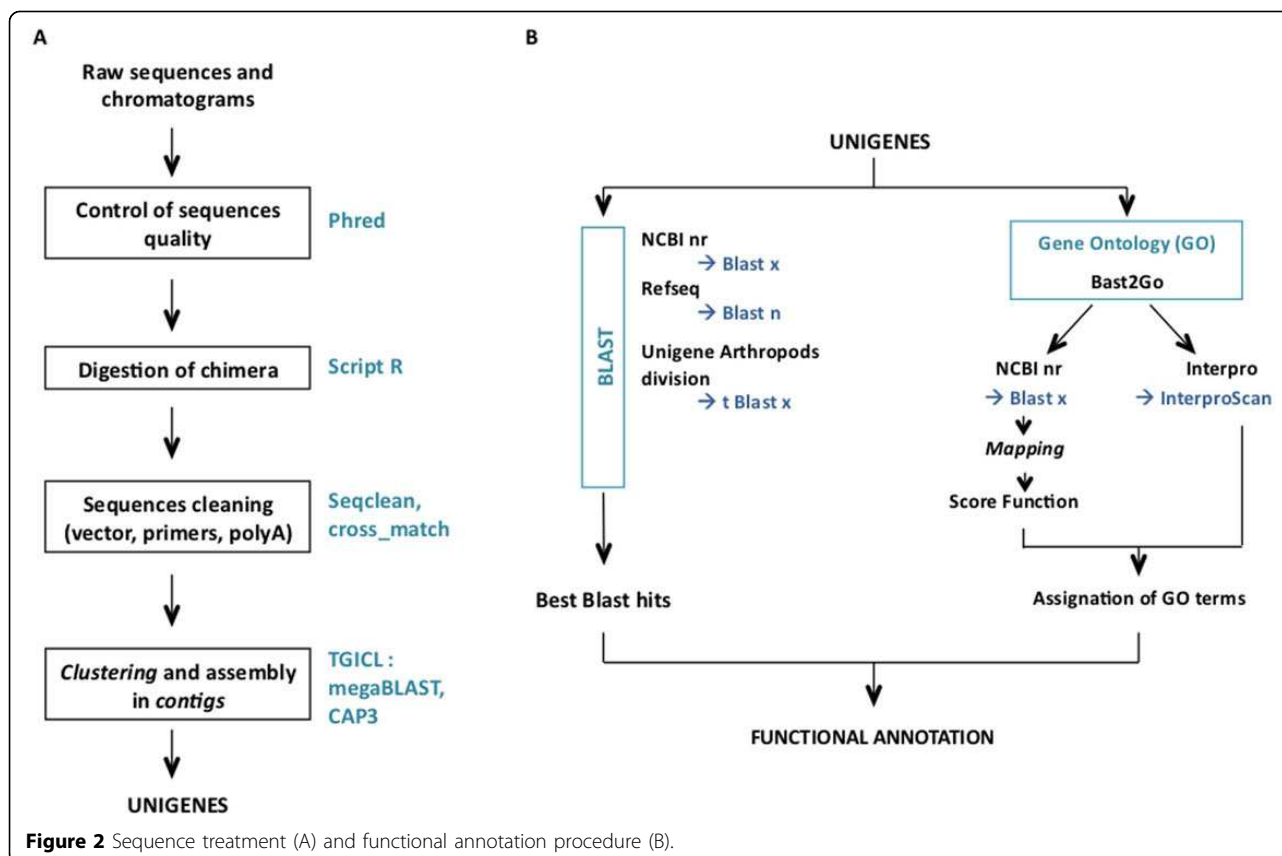 A
Raw sequences and
chromatograms
Control of sequences
quality
Phred
Digestion of chimera
Script R
Sequences cleaning
(vector, primers, polyA)
Seqclean,
cross_match
Clustering and assembly
in contigs
TGICL :
megaBLAST,
CAP3
UNIGENES
B
UNIGENES
BLAST
NCBI nr
→ Blast x
Refseq
→ Blast n
Unigene Arthropods
division
→ t Blast x
Best Blast hits
Gene Ontology (GO)
Bast2Go
NCBI nr
→ Blast x
Mapping
Score Function
Interpro
→ InterproScan
Assignation of GO terms
FUNCTIONAL ANNOTATION
Figure 2 Sequence treatment (A) and functional annotation procedure (B).